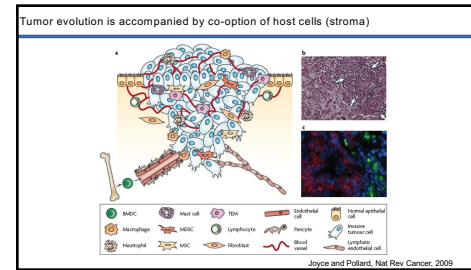 Tumor evolution is accompanied by co-option of host cells (stroma)
a
b
c
BMDC
Mast cell
TEM
Endothelial cell
Normal epithelial cell
Macrophage
MDSC
Lymphocyte
Pericyte
Invasive tumour cell
Neutrophil
MSC
Fibroblast
Blood vessel
Lymphatic endothelial cell
Joyce and Pollard, Nat Rev Cancer, 2009